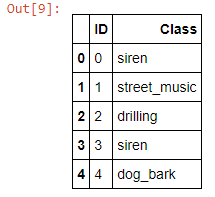 Out[9]:
ID Class
0 0 siren
1 1 street_music
2 2 drilling
3 3 siren
4 4 dog_bark